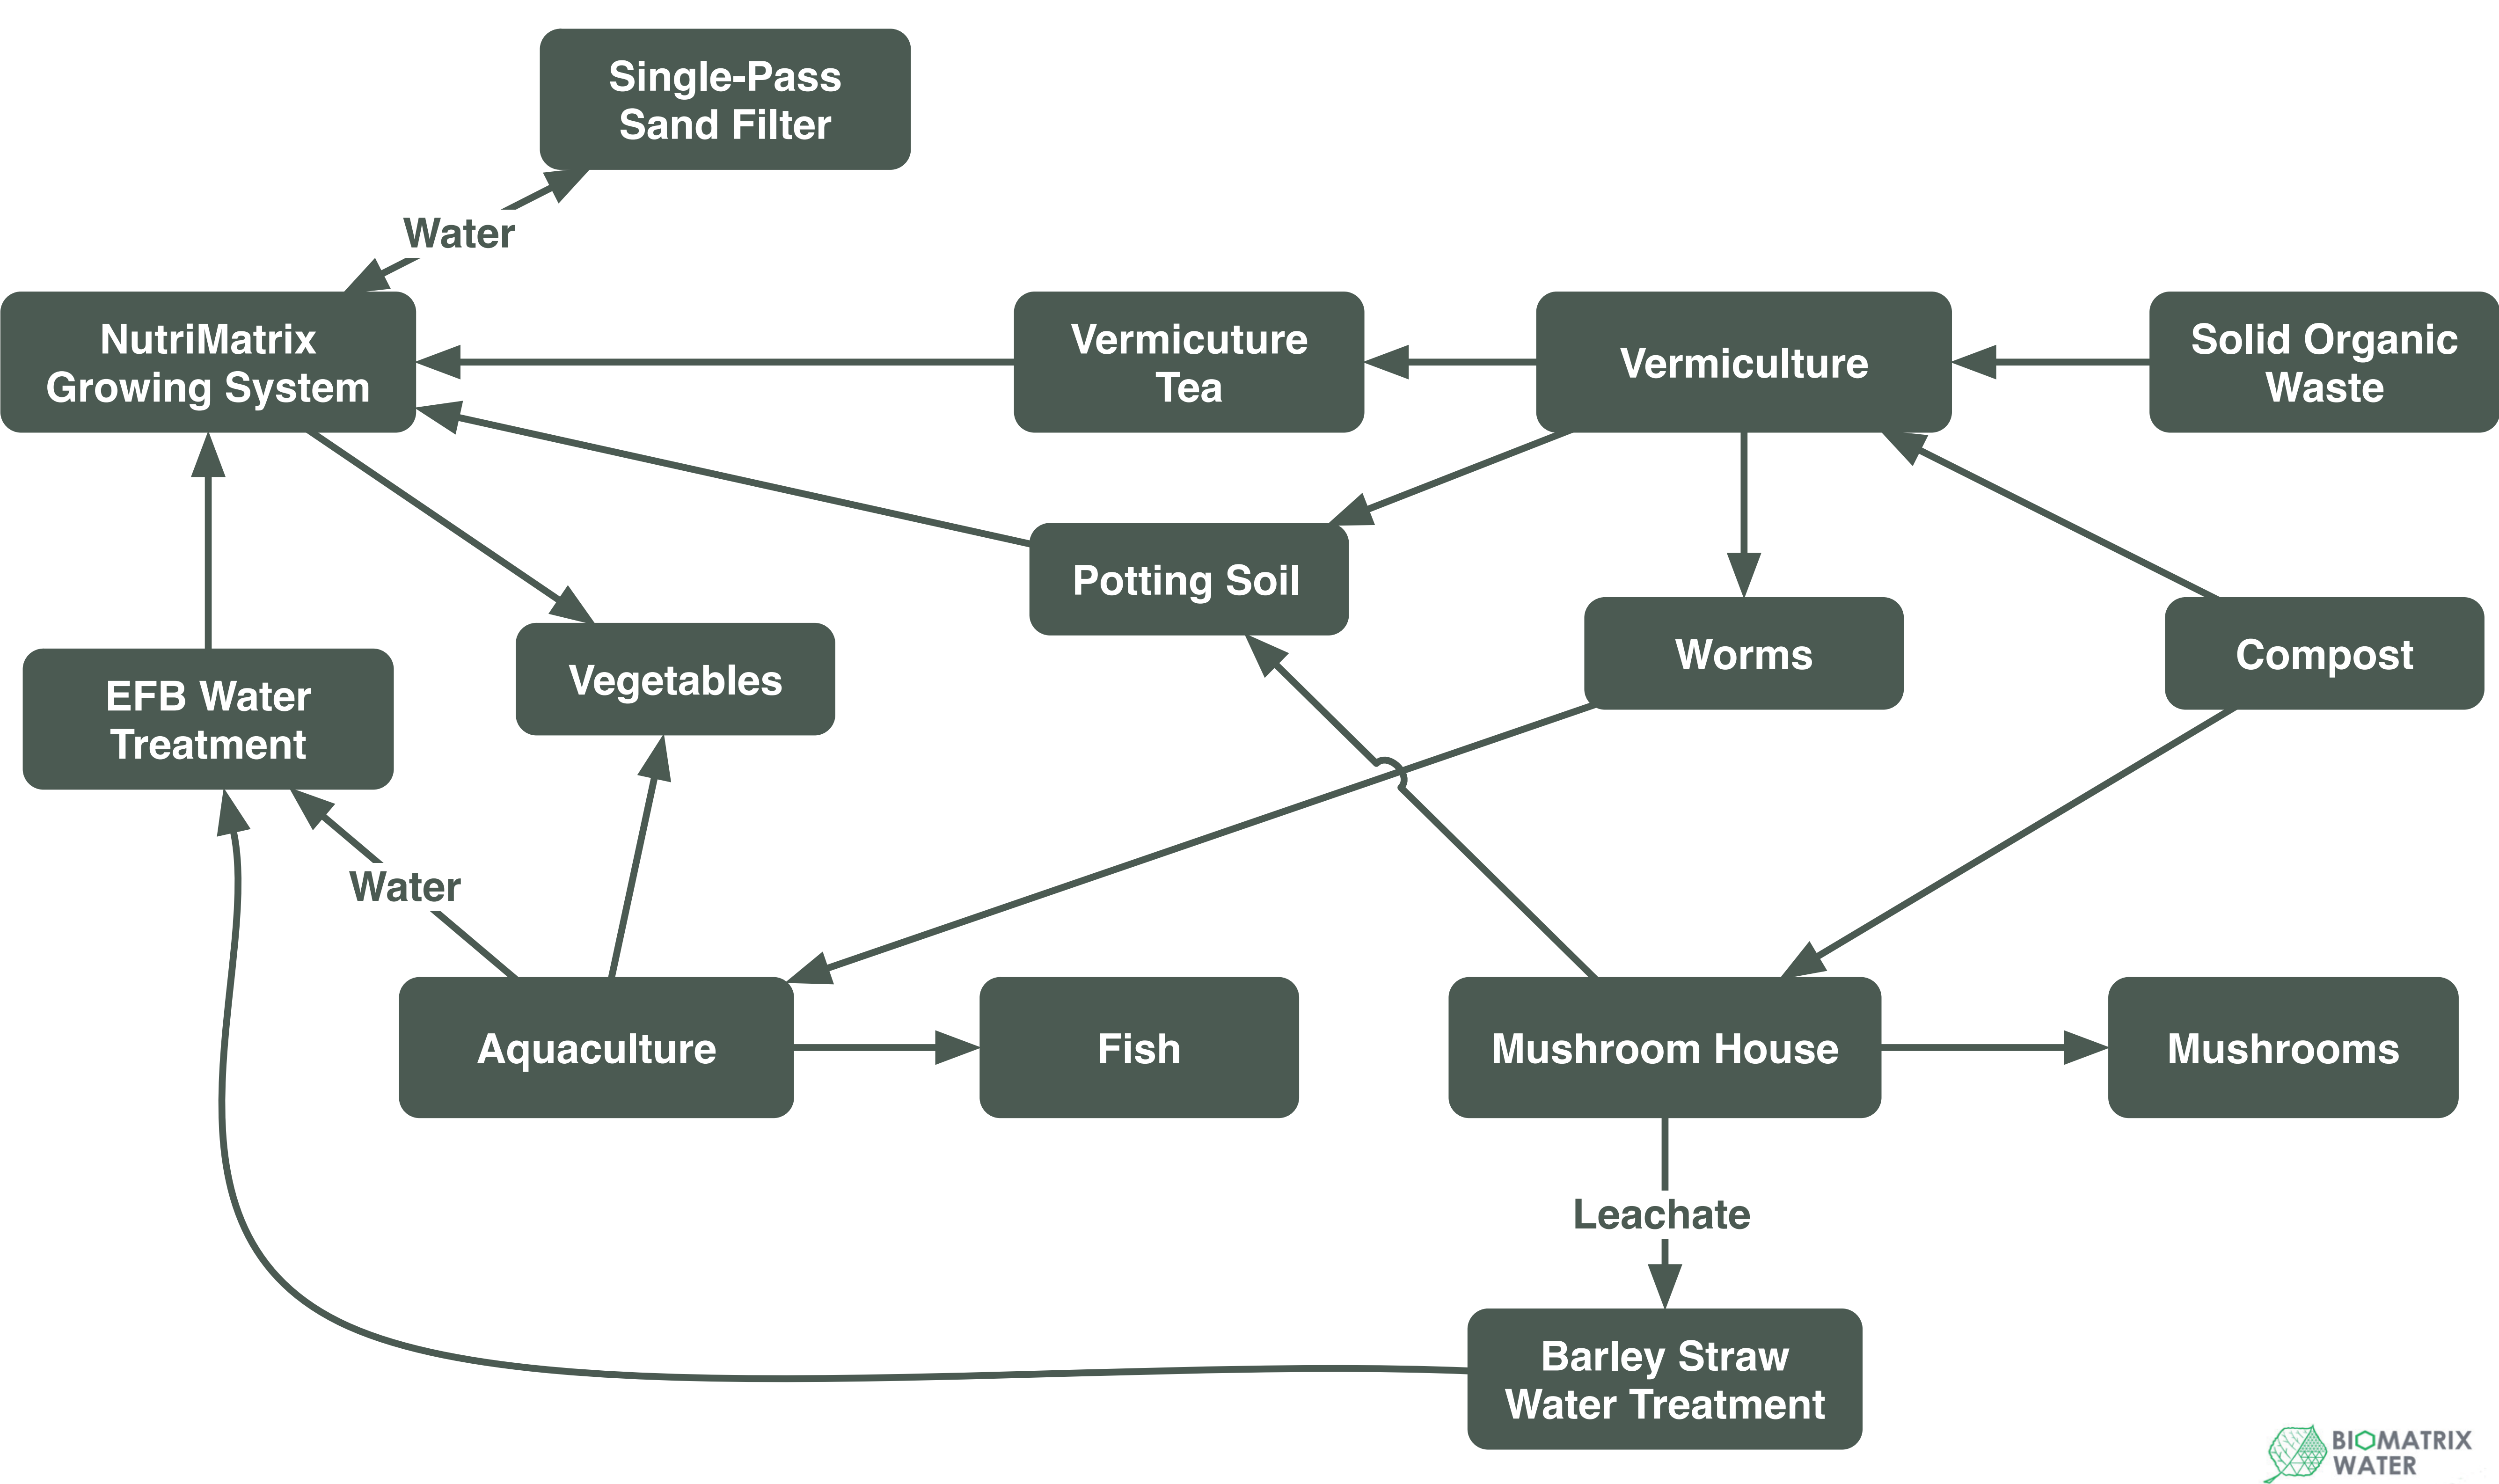 Single-Pass
Sand Filter
Water
NutriMatrix
Growing System
Vermicuture
Tea
Vermiculture
Solid Organic
Waste
Potting Soil
Worms
Compost
Vegetables
EFB Water
Treatment
Water
Aquaculture
Fish
Mushroom House
Mushrooms
Leachate
Barley Straw
Water Treatment
BIOMATRIX
WATER